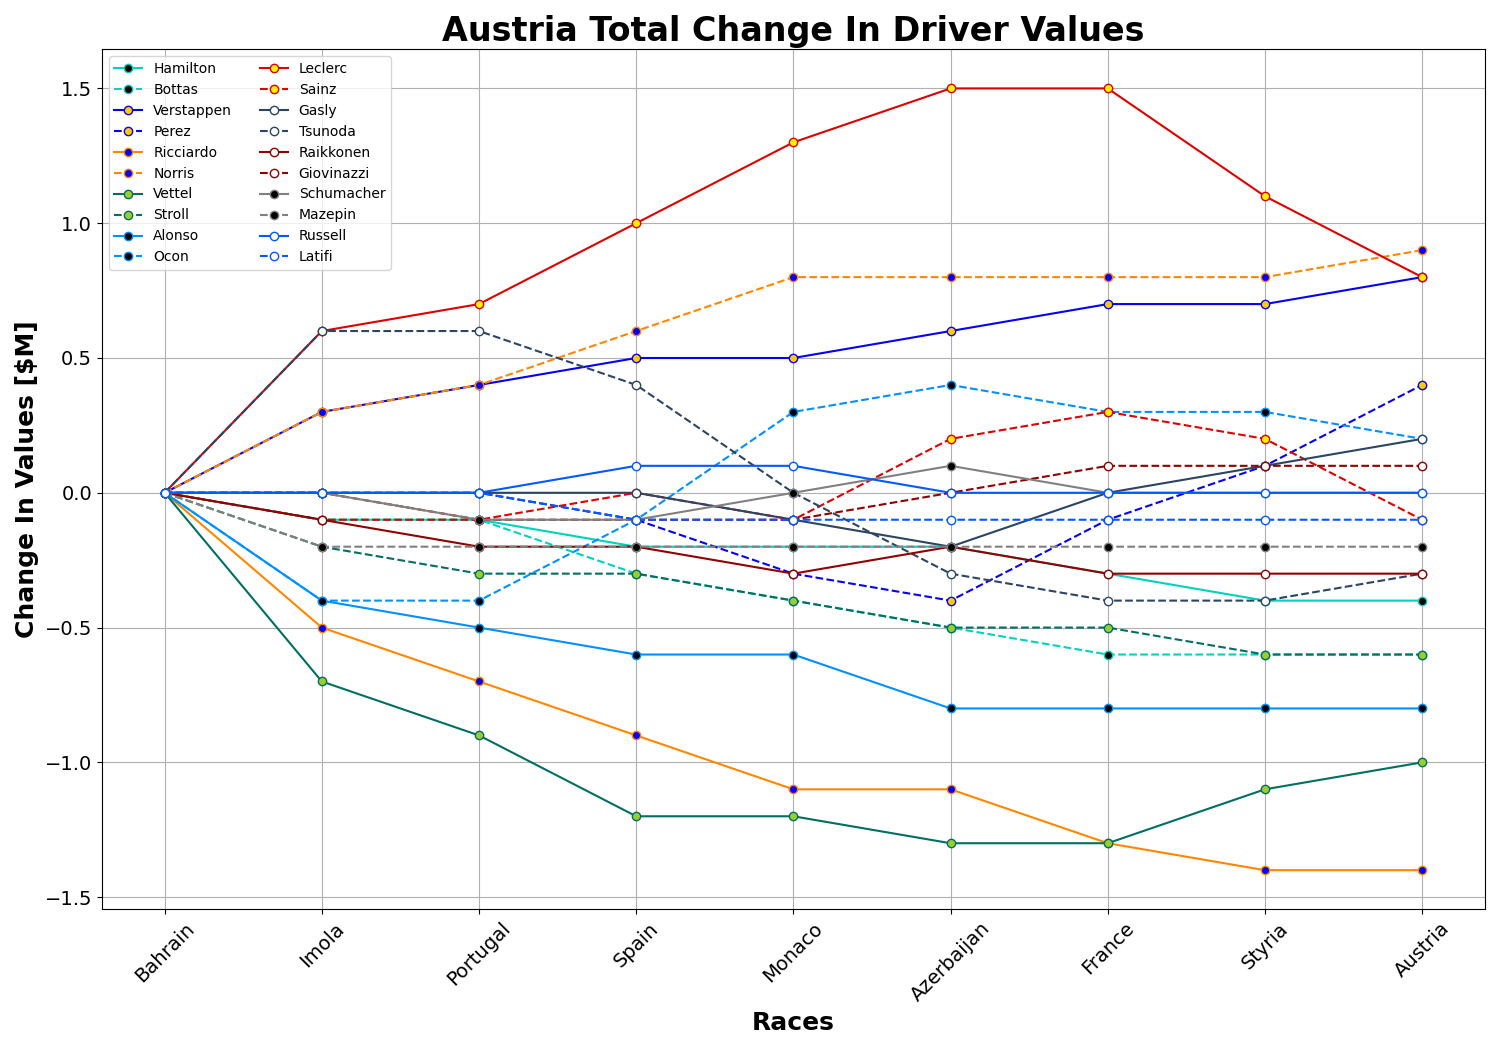 Austria Total Change In Driver Values
Hamilton
Bottas
Verstappen
Perez
Ricciardo
Norris
Vettel
Stroll
Alonso
Ocon
Leclerc
Sainz
Gasly
Tsunoda
Raikkonen
Giovinazzi
Schumacher
Mazepin
Russell
Latifi
Change In Values [$M]
1.5
1.0
0.5
0.0
−0.5
−1.0
−1.5
Bahrain
Imola
Portugal
Spain
Monaco
Azerbaijan
France
Styria
Austria
Races